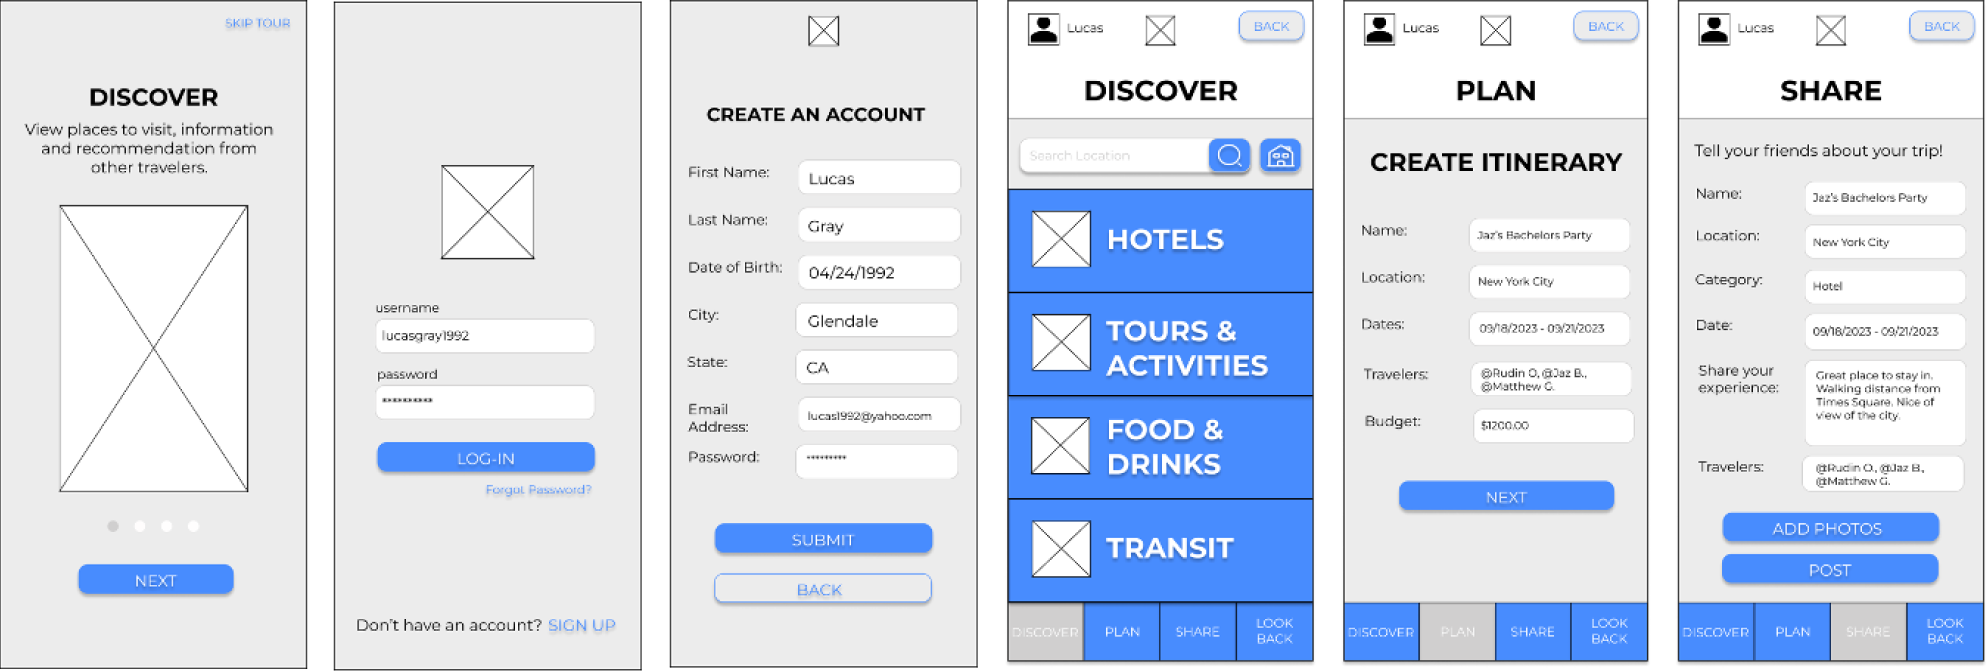 SKIP TOUR
DISCOVER
View places to visit, information
and recommendation from
other travelers.
NEXT
username
lucasgray1992
password
**********
LOG-IN
Forgot Password?
Don't have an account? SIGN UP
CREATE AN ACCOUNT
First Name: Lucas
Last Name: Gray
Date of Birth: 04/24/1992
City: Glendale
State: CA
Email
Address: lucas1992@yahoo.com
Password: *********
SUBMIT
BACK
Lucas
BACK
DISCOVER
Search Location
HOTELS
TOURS &
ACTIVITIES
FOOD &
DRINKS
TRANSIT
DISCOVER PLAN SHARE LOOK
BACK
Lucas
BACK
PLAN
CREATE ITINERARY
Name: Jaz's Bachelors Party
Location: New York City
Dates: 09/18/2023 - 09/21/2023
Travelers: @Rudin O, @Jaz B.,
@Matthew G.
Budget: $1200.00
NEXT
DISCOVER PLAN SHARE LOOK
BACK
Lucas
BACK
SHARE
Tell your friends about your trip!
Name: Jaz's Bachelors Party
Location: New York City
Category: Hotel
Date: 09/18/2023 - 09/21/2023
Share your
experience:
Great place to stay in.
Walking distance from
Times Square. Nice of
view of the city.
Travelers: @Rudin O., @Jaz B.,
@Matthew G.
ADD PHOTOS
POST
DISCOVER PLAN SHARE LOOK
BACK